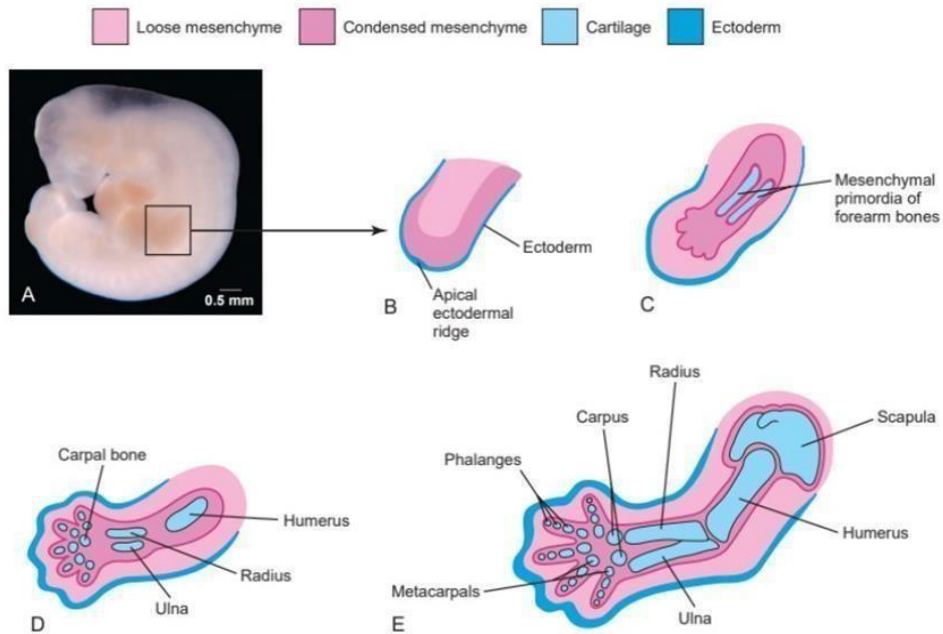 Loose mesenchyme
Condensed mesenchyme
Cartilage
Ectoderm
A
0.5 mm
B
Ectoderm
Apical
ectodermal
ridge
C
Mesenchymal
primordia of
forearm bones
D
Carpal bone
Humerus
Radius
Ulna
E
Radius
Carpus
Phalanges
Scapula
Humerus
Metacarpals
Ulna